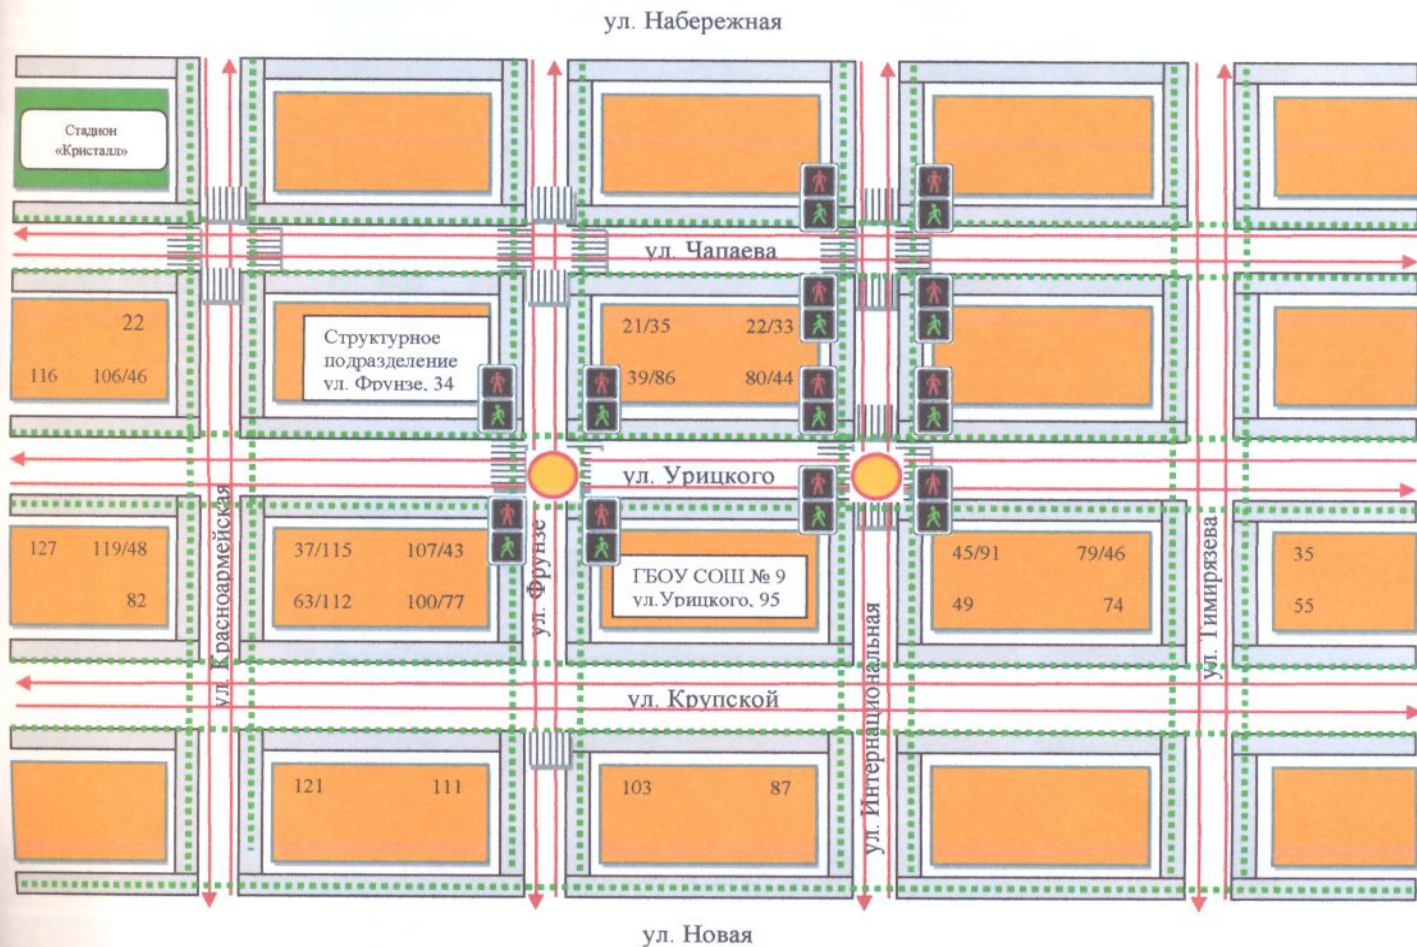 ул. Набережная
Стадион
«Кристалл»
ул. Чапаева
22
116 106/46
Структурное
подразделение
ул. Фрунзе, 34
21/35 22/33
39/86 80/44
ул. Урицкого
ул. Красноармейская
ул. Фрунзе
ул. Интернациональная
ул. Тимирязева
127 119/48
82
37/115 107/43
63/112 100/77
ГБОУ СОШ № 9
ул.Урицкого, 95
45/91 79/46
49 74
35
55
ул. Крупской
121 111
103 87
ул. Новая